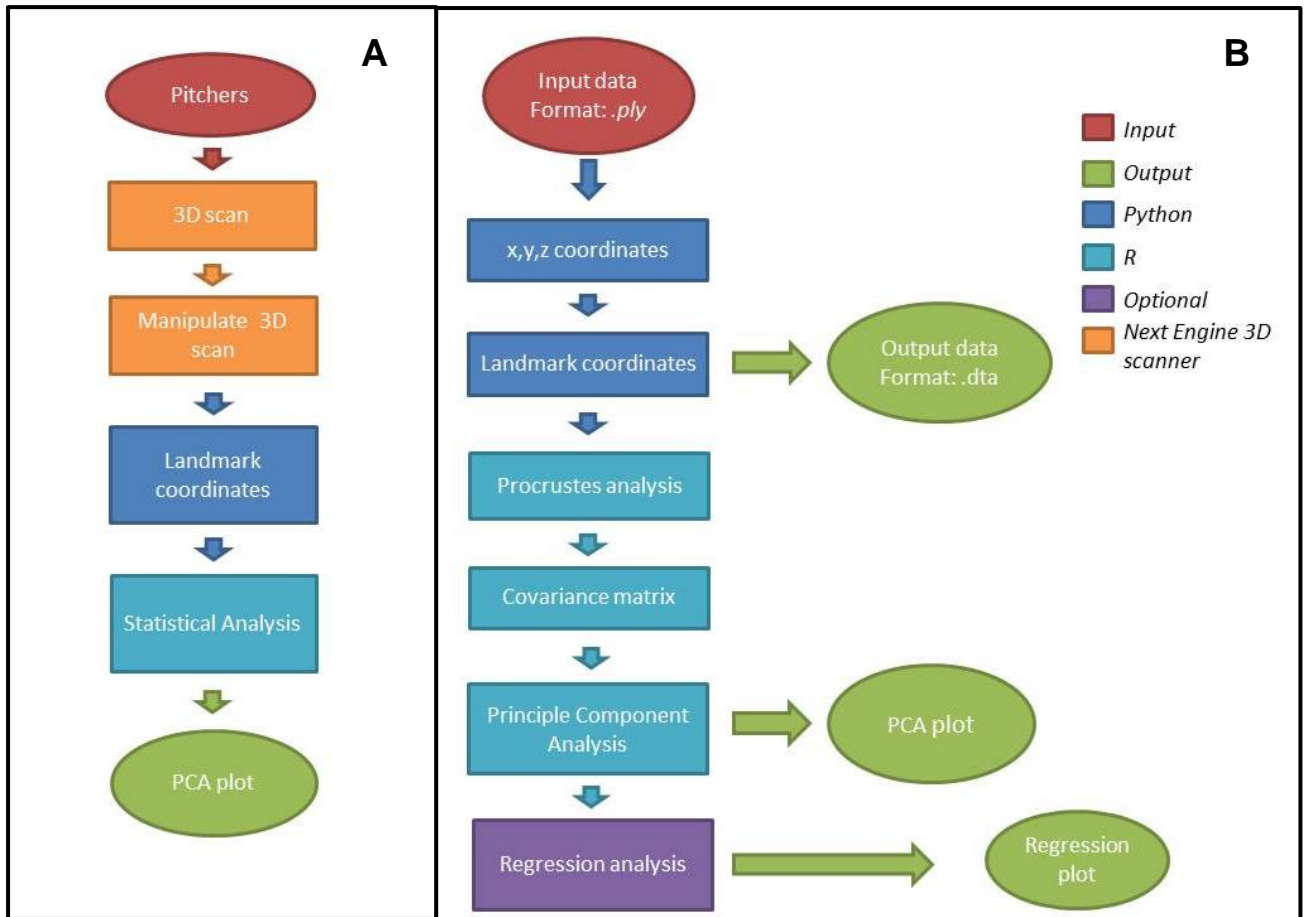 A
Pitchers
3D scan
Manipulate 3D
scan
Landmark
coordinates
Statistical Analysis
PCA plot
B
Input data
Format: .ply
x,y,z coordinates
Landmark coordinates
Output data
Format: .dta
Procrustes analysis
Covariance matrix
Principle Component
Analysis
PCA plot
Regression analysis
Regression
plot
Input
Output
Python
R
Optional
Next Engine 3D
scanner